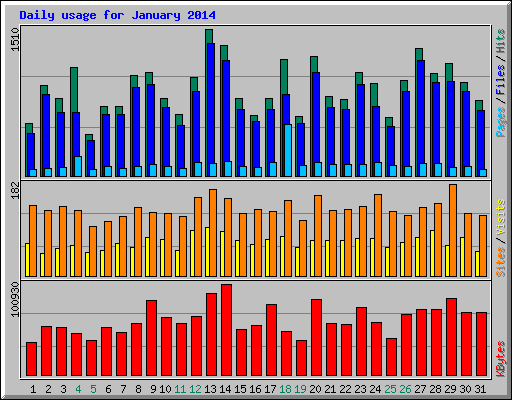 Daily usage for January 2014
1510
Pages / Files / Hits
182
Sites / Visits
100930
KBytes
1 2 3 4 5 6 7 8 9 10 11 12 13 14 15 16 17 18 19 20 21 22 23 24 25 26 27 28 29 30 31